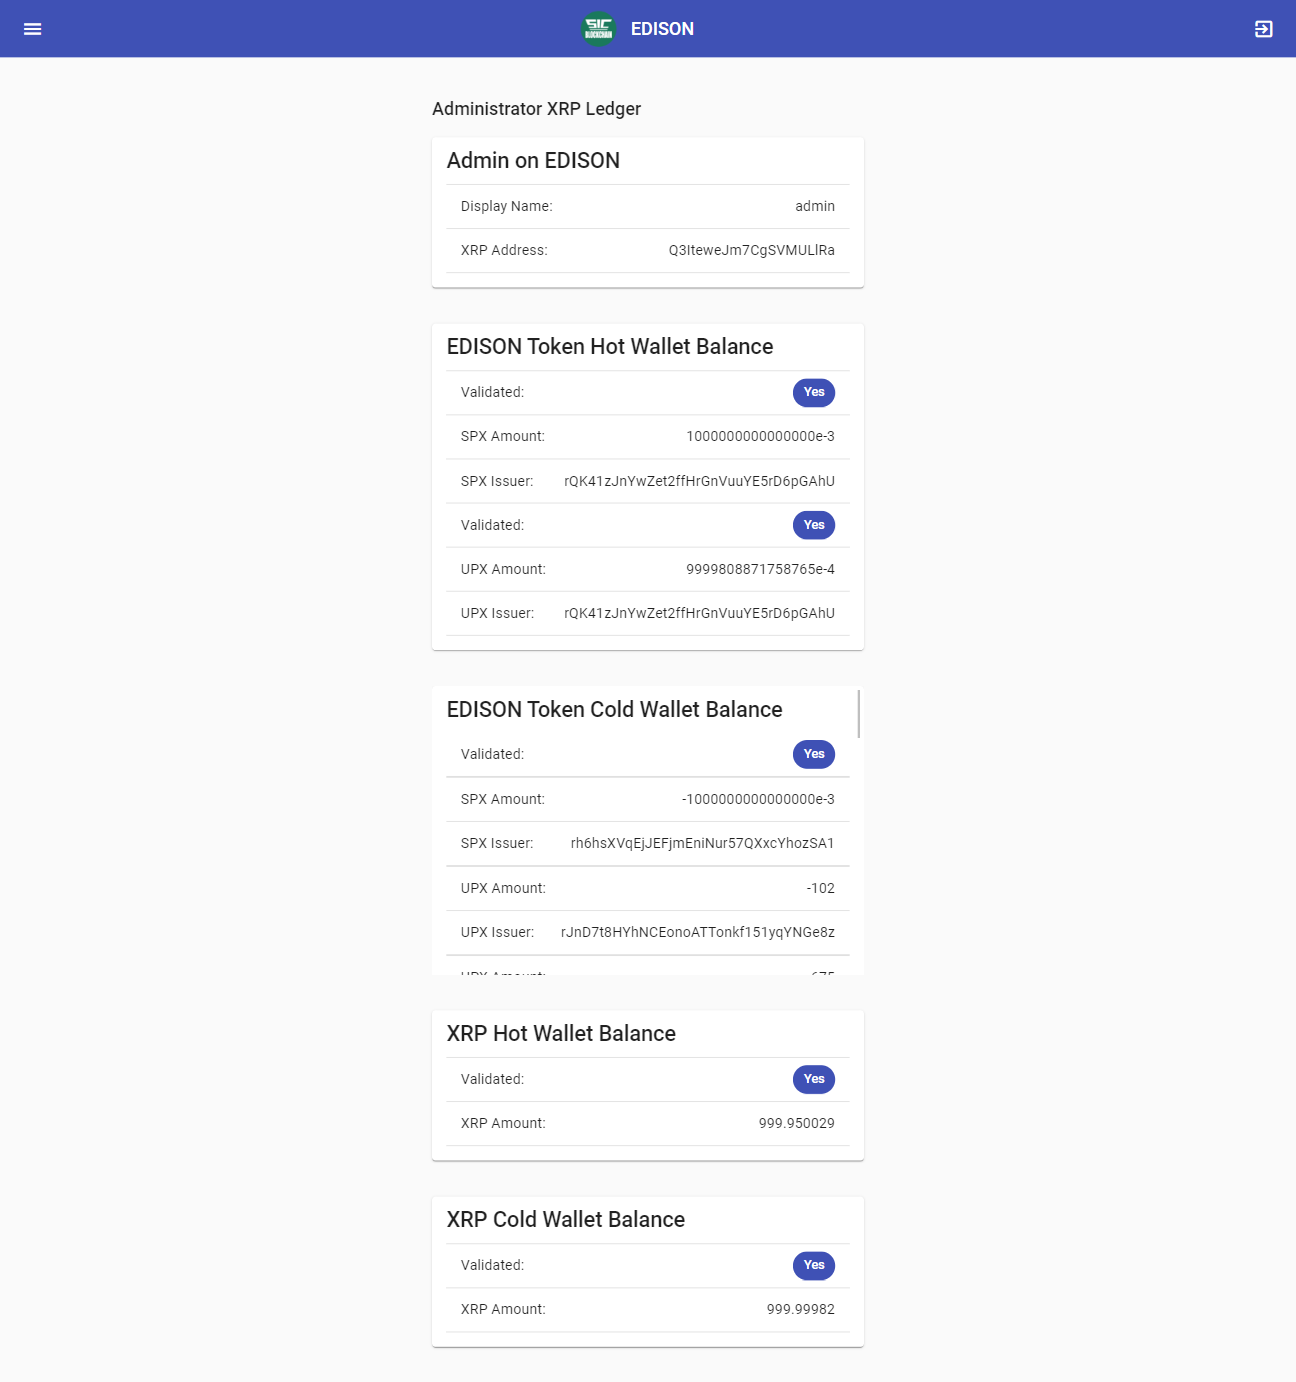 SIC
BLOCKCHAIN
EDISON
Administrator XRP Ledger
Admin on EDISON
Display Name: admin
XRP Address: Q3IteweJm7CgSVMULlRa
EDISON Token Hot Wallet Balance
Validated: Yes
SPX Amount: 1000000000000000e-3
SPX Issuer: rQK41zJnYwZet2ffHrGnVuuYE5rD6pGAhU
Validated: Yes
UPX Amount: 9999808871758765e-4
UPX Issuer: rQK41zJnYwZet2ffHrGnVuuYE5rD6pGAhU
EDISON Token Cold Wallet Balance
Validated: Yes
SPX Amount: -1000000000000000e-3
SPX Issuer: rh6hsXVqEjJEFjmEniNur57QXxcYhozSA1
UPX Amount: -102
UPX Issuer: rJnD7t8HYhNCEonoATTonkf151yqYNGe8z
UPX Amount:
XRP Hot Wallet Balance
Validated: Yes
XRP Amount: 999.950029
XRP Cold Wallet Balance
Validated: Yes
XRP Amount: 999.99982